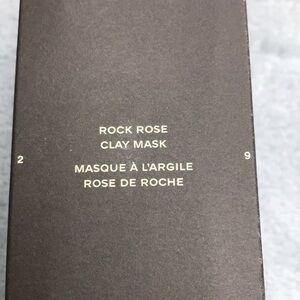 ROCK ROSE
CLAY MASK
2
9
MASQUE À L'ARGILE
ROSE DE ROCHE